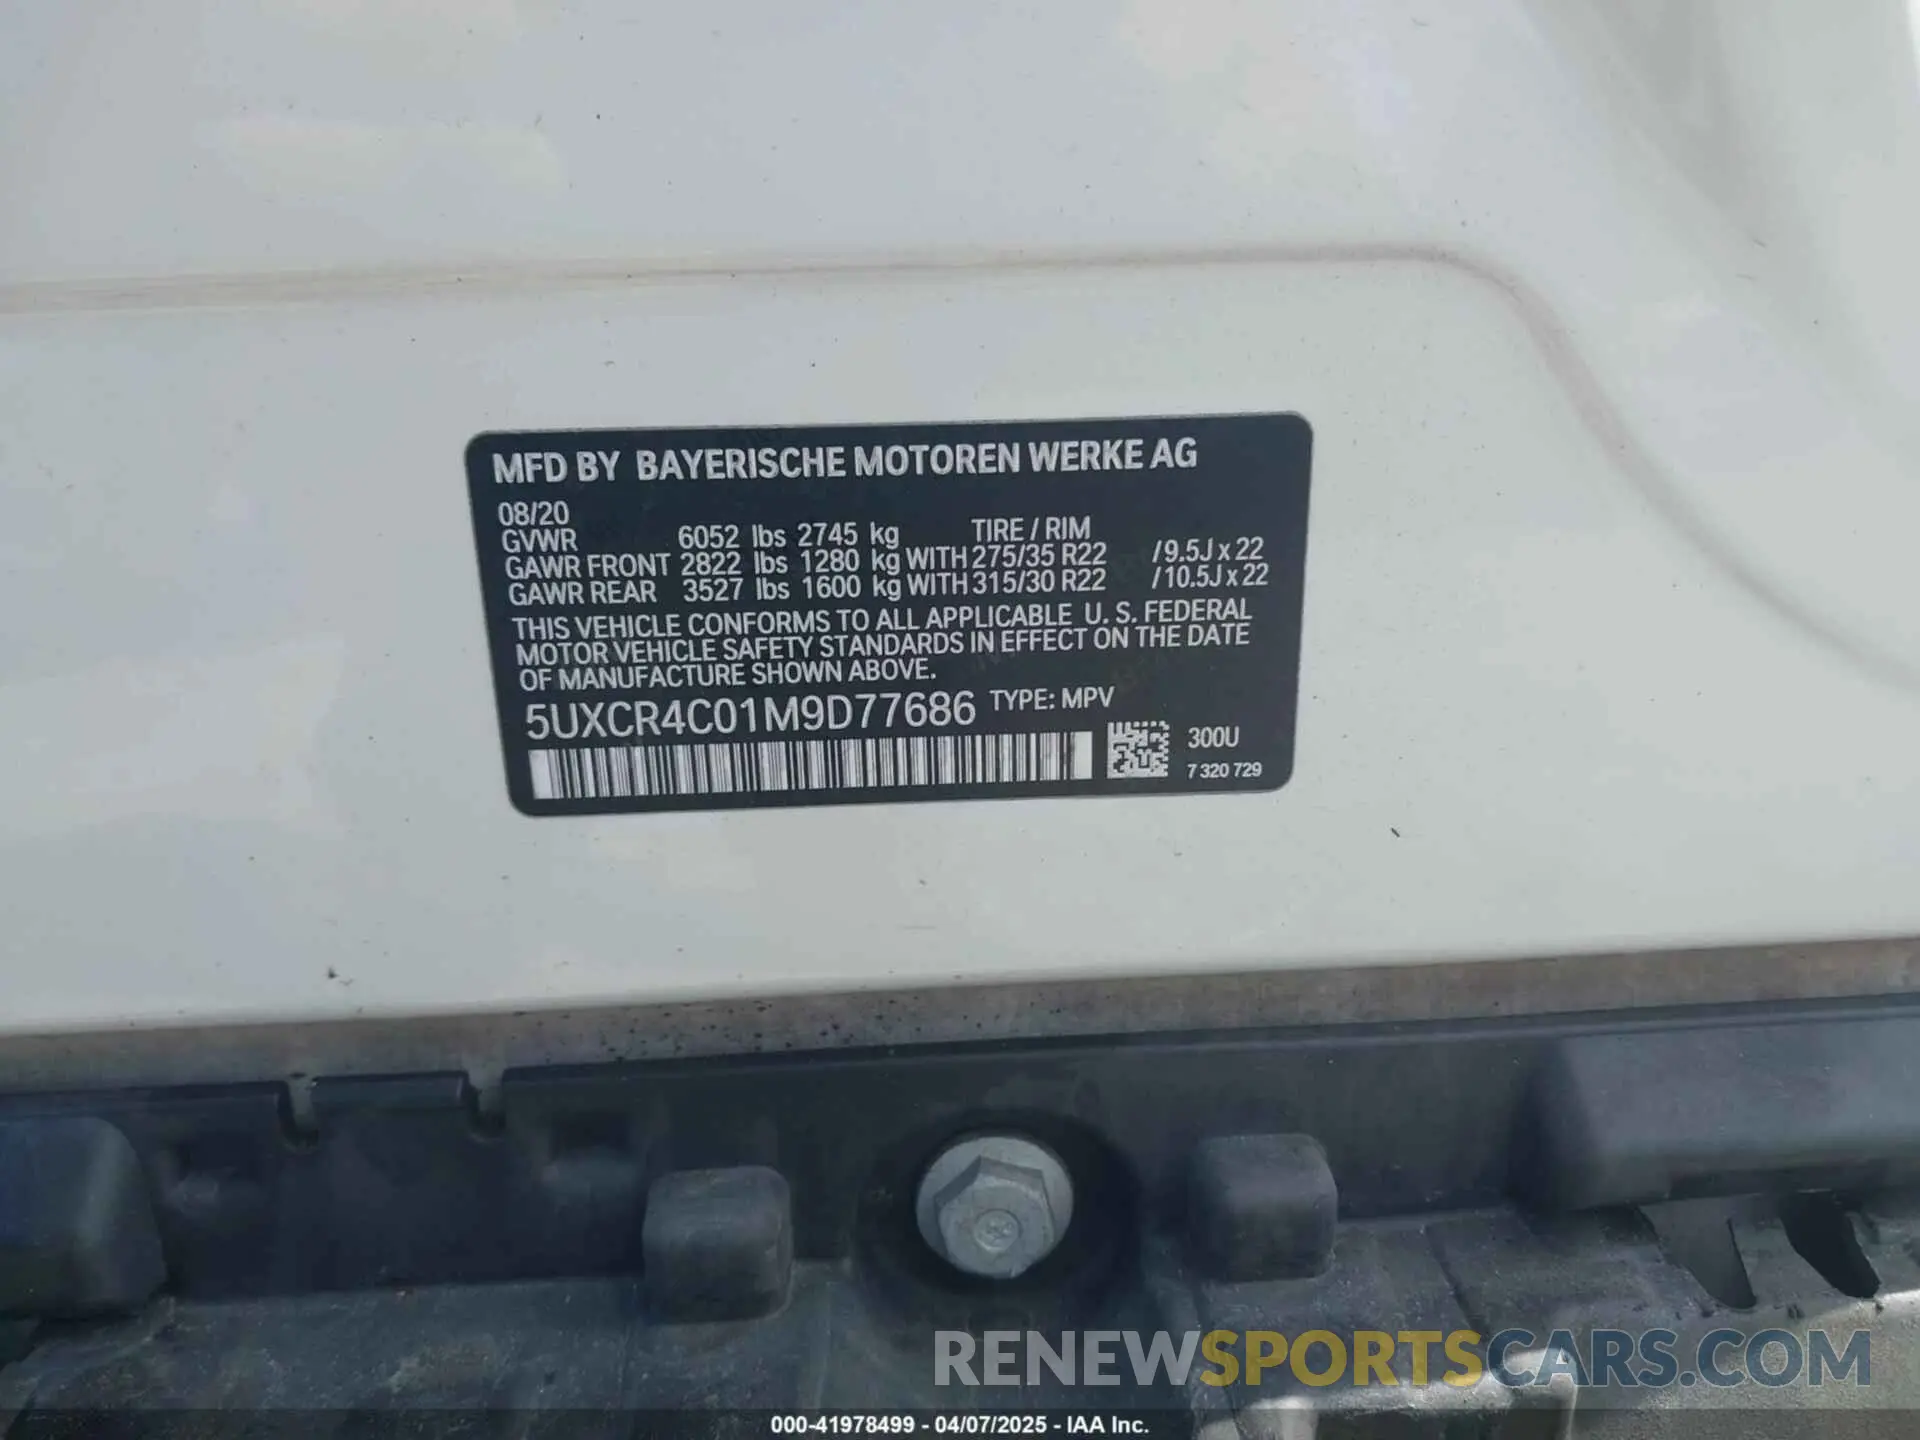 MFD BY BAYERISCHE MOTOREN WERKE AG
08/20
GVWR 6052 lbs 2745 kg TIRE / RIM
GAWR FRONT 2822 lbs 1280 kg WITH 275/35 R22 / 9.5J x 22
GAWR REAR 3527 lbs 1600 kg WITH 315/30 R22 / 10.5J x 22
THIS VEHICLE CONFORMS TO ALL APPLICABLE U. S. FEDERAL
MOTOR VEHICLE SAFETY STANDARDS IN EFFECT ON THE DATE
OF MANUFACTURE SHOWN ABOVE.
5UXCR4C01M9D77686 TYPE: MPV
300U
7 320 729
RENEWSPORTSCARS.COM
000-41978499 - 04/07/2025 - IAA Inc.